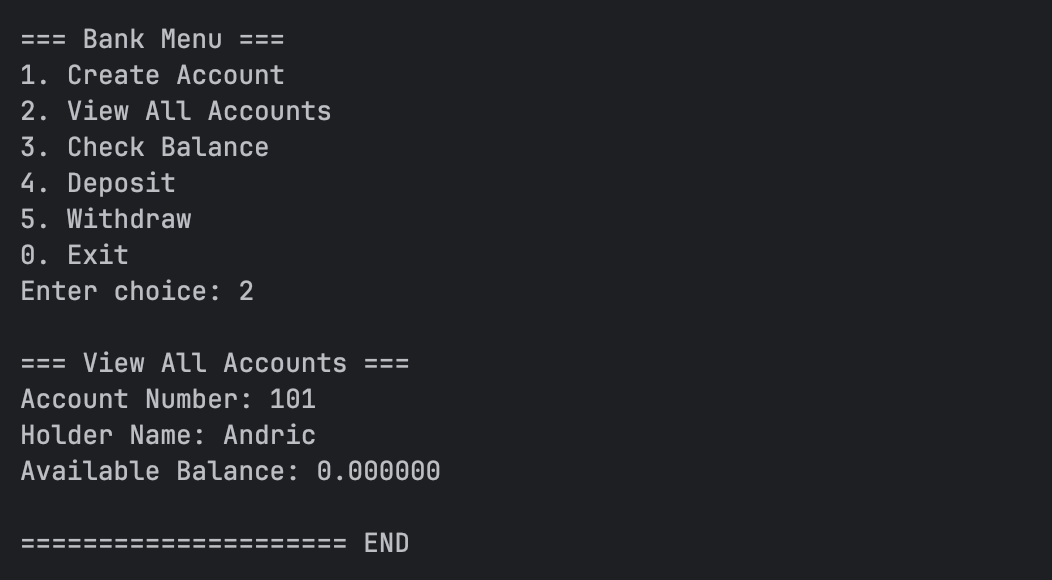 === Bank Menu ===
1. Create Account
2. View All Accounts
3. Check Balance
4. Deposit
5. Withdraw
0. Exit
Enter choice: 2
=== View All Accounts ===
Account Number: 101
Holder Name: Andric
Available Balance: 0.000000
===================== END